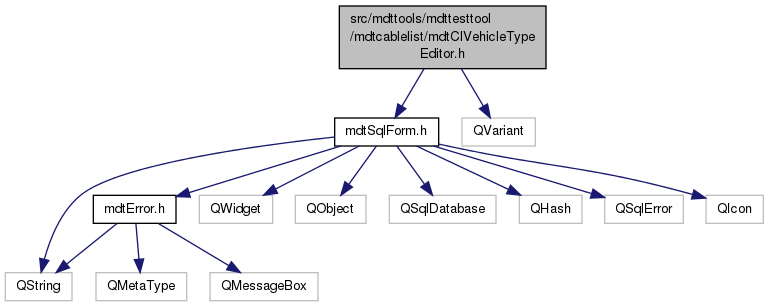 src/mdttools/mdttesttool
/mdtcablelist/mdtClVehicleType
Editor.h
mdtSqlForm.h
QVariant
mdtError.h
QWidget
QObject
QSqlDatabase
QHash
QSqlError
QIcon
QString
QMetaType
QMessageBox